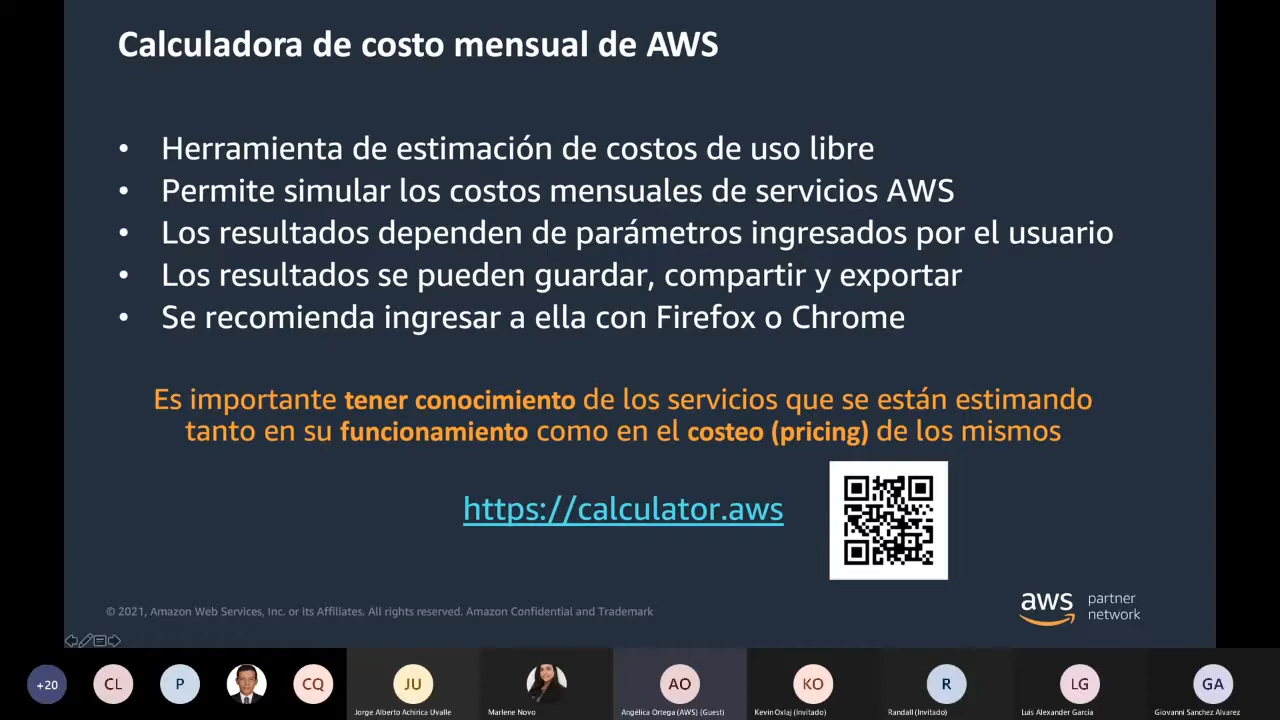 Calculadora de costo mensual de AWS
• Herramienta de estimación de costos de uso libre
• Permite simular los costos mensuales de servicios AWS
• Los resultados dependen de parámetros ingresados por el usuario
• Los resultados se pueden guardar, compartir y exportar
• Se recomienda ingresar a ella con Firefox o Chrome
Es importante tener conocimiento de los servicios que se están estimando
tanto en su funcionamiento como en el costeo (pricing) de los mismos
https://calculator.aws
© 2021, Amazon Web Services, Inc. or its Affiliates. All rights reserved. Amazon Confidential and Trademark
aws partner
network
+20 CL P CQ JU AO KO R LG GA
Jorge Alberto Achirica Uvalle Marlene Novo Angélica Ortega (AWS) (Guest) Kevin Oxlaj (Invitado) Randall (Invitado) Luis Alexander García Giovanni Sanchez Alvarez